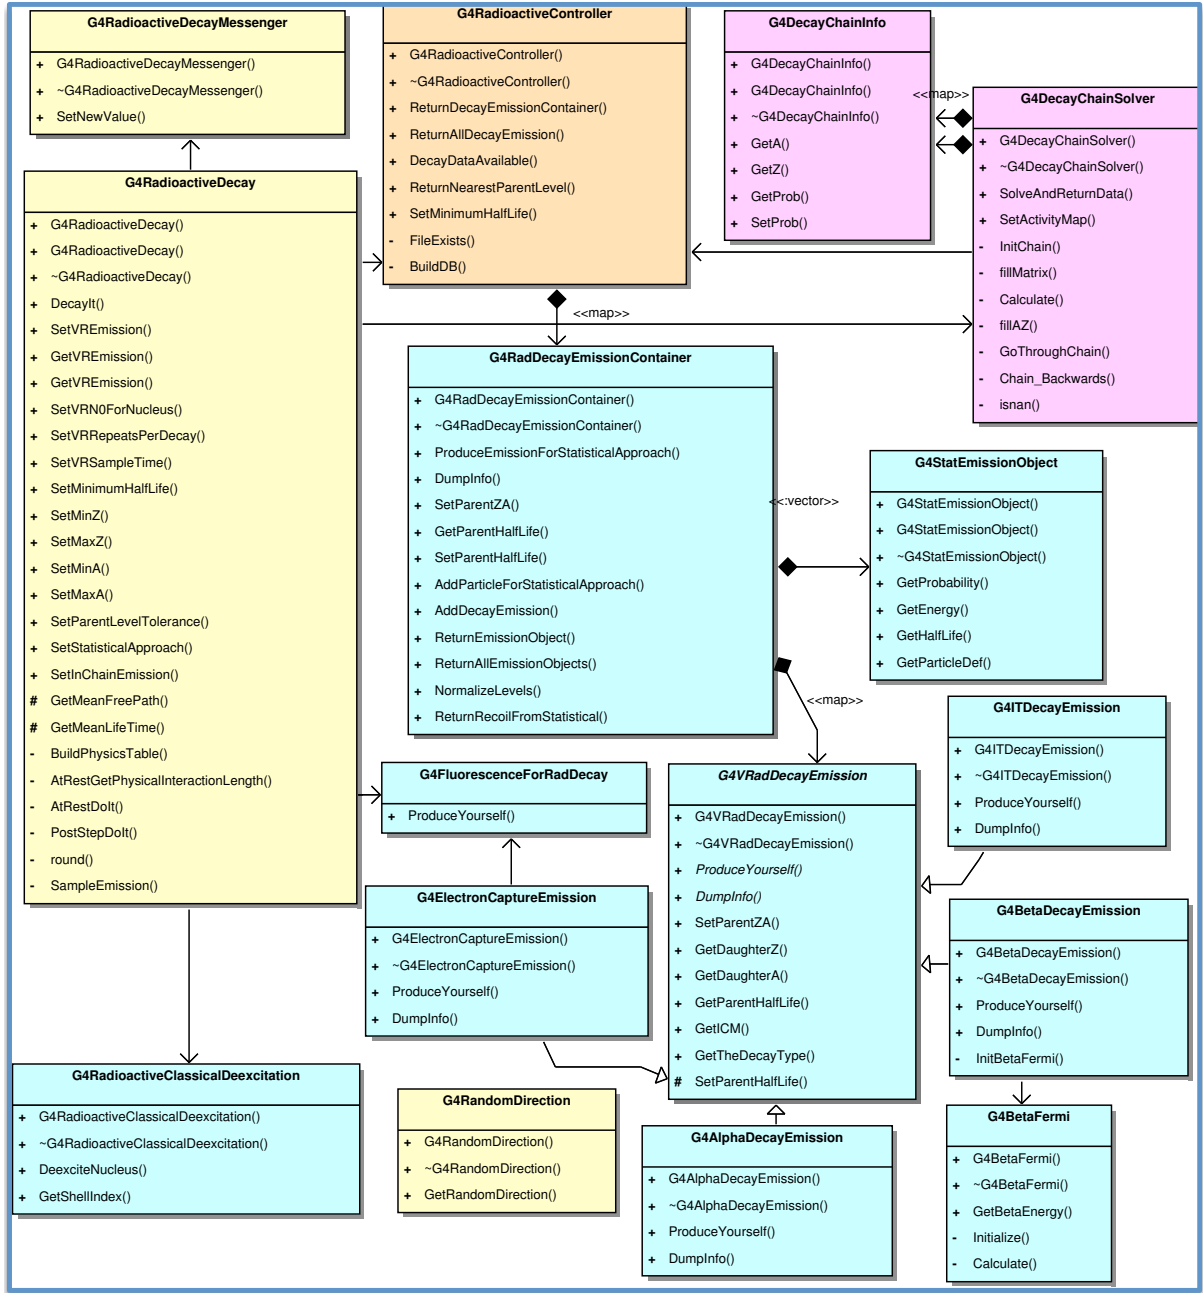 G4RadioactiveDecayMessenger
+ G4RadioactiveDecayMessenger()
+ ~G4RadioactiveDecayMessenger()
+ SetNewValue()
G4RadioactiveController
+ G4RadioactiveController()
+ ~G4RadioactiveController()
+ ReturnDecayEmissionContainer()
+ ReturnAllDecayEmission()
+ DecayDataAvailable()
+ ReturnNearestParentLevel()
+ SetMinimumHalfLife()
- FileExists()
- BuildDB()
G4DecayChainInfo
+ G4DecayChainInfo()
+ G4DecayChainInfo()
+ ~G4DecayChainInfo()
+ GetA()
+ GetZ()
+ GetProb()
+ SetProb()
<<map>>
G4DecayChainSolver
+ G4DecayChainSolver()
+ ~G4DecayChainSolver()
+ SolveAndReturnData()
+ SetActivityMap()
- InitChain()
- fillMatrix()
- Calculate()
- fillAZ()
- GoThroughChain()
- Chain_Backwards()
- isnan()
G4RadioactiveDecay
+ G4RadioactiveDecay()
+ G4RadioactiveDecay()
+ ~G4RadioactiveDecay()
+ DecayIt()
+ SetVREmission()
+ GetVREmission()
+ GetVREmission()
+ SetVRN0ForNucleus()
+ SetVRRepeatsPerDecay()
+ SetVRSampleTime()
+ SetMinimumHalfLife()
+ SetMinZ()
+ SetMaxZ()
+ SetMinA()
+ SetMaxA()
+ SetParentLevelTolerance()
+ SetStatisticalApproach()
+ SetInChainEmission()
# GetMeanFreePath()
# GetMeanLifeTime()
- BuildPhysicsTable()
- AtRestGetPhysicalInteractionLength()
- AtRestDoIt()
- PostStepDoIt()
- round()
- SampleEmission()
<<map>>
G4RadDecayEmissionContainer
+ G4RadDecayEmissionContainer()
+ ~G4RadDecayEmissionContainer()
+ ProduceEmissionForStatisticalApproach()
+ DumpInfo()
+ SetParentZA()
+ GetParentHalfLife()
+ SetParentHalfLife()
+ AddParticleForStatisticalApproach()
+ AddDecayEmission()
+ ReturnEmissionObject()
+ ReturnAllEmissionObjects()
+ NormalizeLevels()
+ ReturnRecoilFromStatistical()
<<:vector>>
G4StatEmissionObject
+ G4StatEmissionObject()
+ G4StatEmissionObject()
+ ~G4StatEmissionObject()
+ GetProbability()
+ GetEnergy()
+ GetHalfLife()
+ GetParticleDef()
<<map>>
G4ITDecayEmission
+ G4ITDecayEmission()
+ ~G4ITDecayEmission()
+ ProduceYourself()
+ DumpInfo()
G4FluorescenceForRadDecay
+ ProduceYourself()
G4VRadDecayEmission
+ G4VRadDecayEmission()
+ ~G4VRadDecayEmission()
+ ProduceYourself()
+ DumpInfo()
+ SetParentZA()
+ GetDaughterZ()
+ GetDaughterA()
+ GetParentHalfLife()
+ GetICM()
+ GetTheDecayType()
# SetParentHalfLife()
G4ElectronCaptureEmission
+ G4ElectronCaptureEmission()
+ ~G4ElectronCaptureEmission()
+ ProduceYourself()
+ DumpInfo()
G4BetaDecayEmission
+ G4BetaDecayEmission()
+ ~G4BetaDecayEmission()
+ ProduceYourself()
+ DumpInfo()
- InitBetaFermi()
G4RadioactiveClassicalDeexcitation
+ G4RadioactiveClassicalDeexcitation()
+ ~G4RadioactiveClassicalDeexcitation()
+ DeexciteNucleus()
+ GetShellIndex()
G4RandomDirection
+ G4RandomDirection()
+ ~G4RandomDirection()
+ GetRandomDirection()
G4AlphaDecayEmission
+ G4AlphaDecayEmission()
+ ~G4AlphaDecayEmission()
+ ProduceYourself()
+ DumpInfo()
G4BetaFermi
+ G4BetaFermi()
+ ~G4BetaFermi()
+ GetBetaEnergy()
- Initialize()
- Calculate()